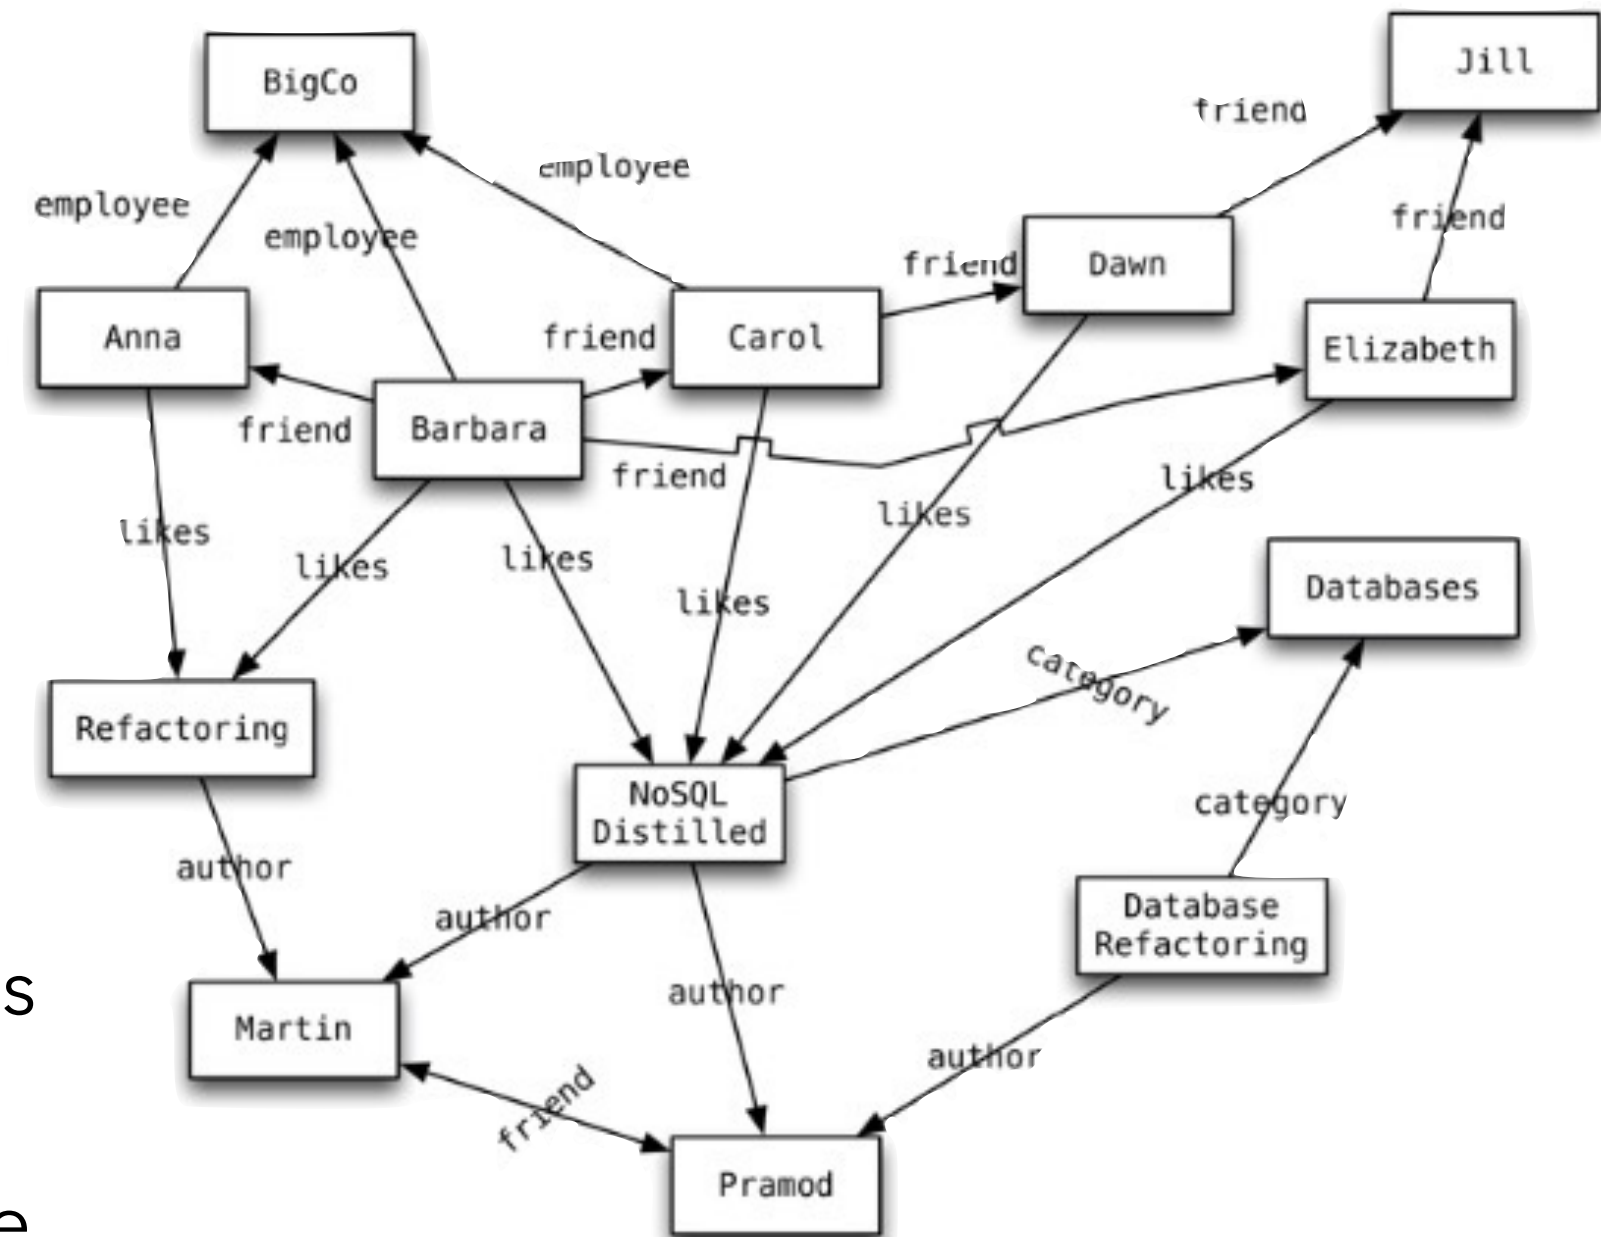 BigCo
Jill
friend
employee
employee
friend
employee
friend
Dawn
Anna
friend
Carol
Elizabeth
friend
Barbara
friend
likes
likes
likes
likes
likes
likes
Databases
category
Refactoring
NoSQL
Distilled
category
author
author
Database
Refactoring
s
author
Martin
author
friend
Pramod
e